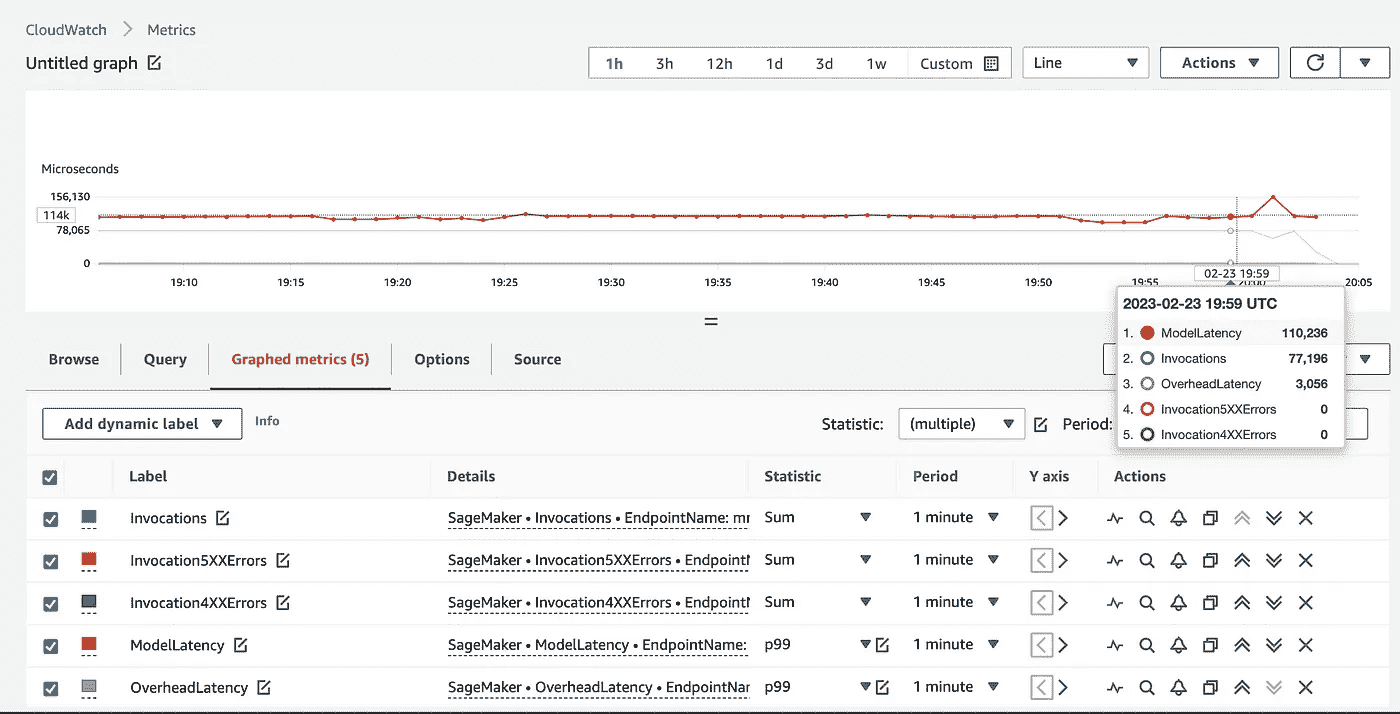 CloudWatch > Metrics
Untitled graph
1h 3h 12h 1d 3d 1w Custom Line Actions
Microseconds
156,130
114k
78,065
0
19:10 19:15 19:20 19:25 19:30 19:35 19:40 19:45 19:50 19:55 20:00 20:05
02-23 19:59
2023-02-23 19:59 UTC
1. ModelLatency 110,236
2. Invocations 77,196
3. OverheadLatency 3,056
4. Invocation5XXErrors 0
5. Invocation4XXErrors 0
Browse Query Graphed metrics (5) Options Source
Add dynamic label Info Statistic: (multiple) Period:
Label Details Statistic Period Y axis Actions
Invocations SageMaker • Invocations • EndpointName: Sum 1 minute
Invocation5XXErrors SageMaker • Invocation5XXErrors • Endpoint Sum 1 minute
Invocation4XXErrors SageMaker • Invocation4XXErrors • Endpoint Sum 1 minute
ModelLatency SageMaker • ModelLatency • EndpointName: p99 1 minute
OverheadLatency SageMaker • OverheadLatency • EndpointNar p99 1 minute